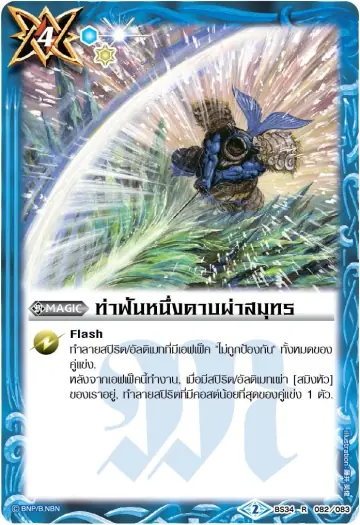 4
MAGIC
ท่าฟันหนึ่งดาบผ่าสมุทร
Flash
ทำลายสปิริต/อัลติเมทที่มีเอฟเฟ็ค "ไม่ถูกป้องกัน" ทั้งหมดของ
คู่แข่ง.
หลังจากเอฟเฟ็คนี้ทำงาน, เมื่อมีสปิริต/อัลติเมทเผ่า [สมิงหัว]
ของเราอยู่, ทำลายสปิริตที่มีคอสต์น้อยที่สุดของคู่แข่ง 1 ตัว.
Illustration 藤井英俊
©BNP/B.NBN
2
BS34 R 082/083